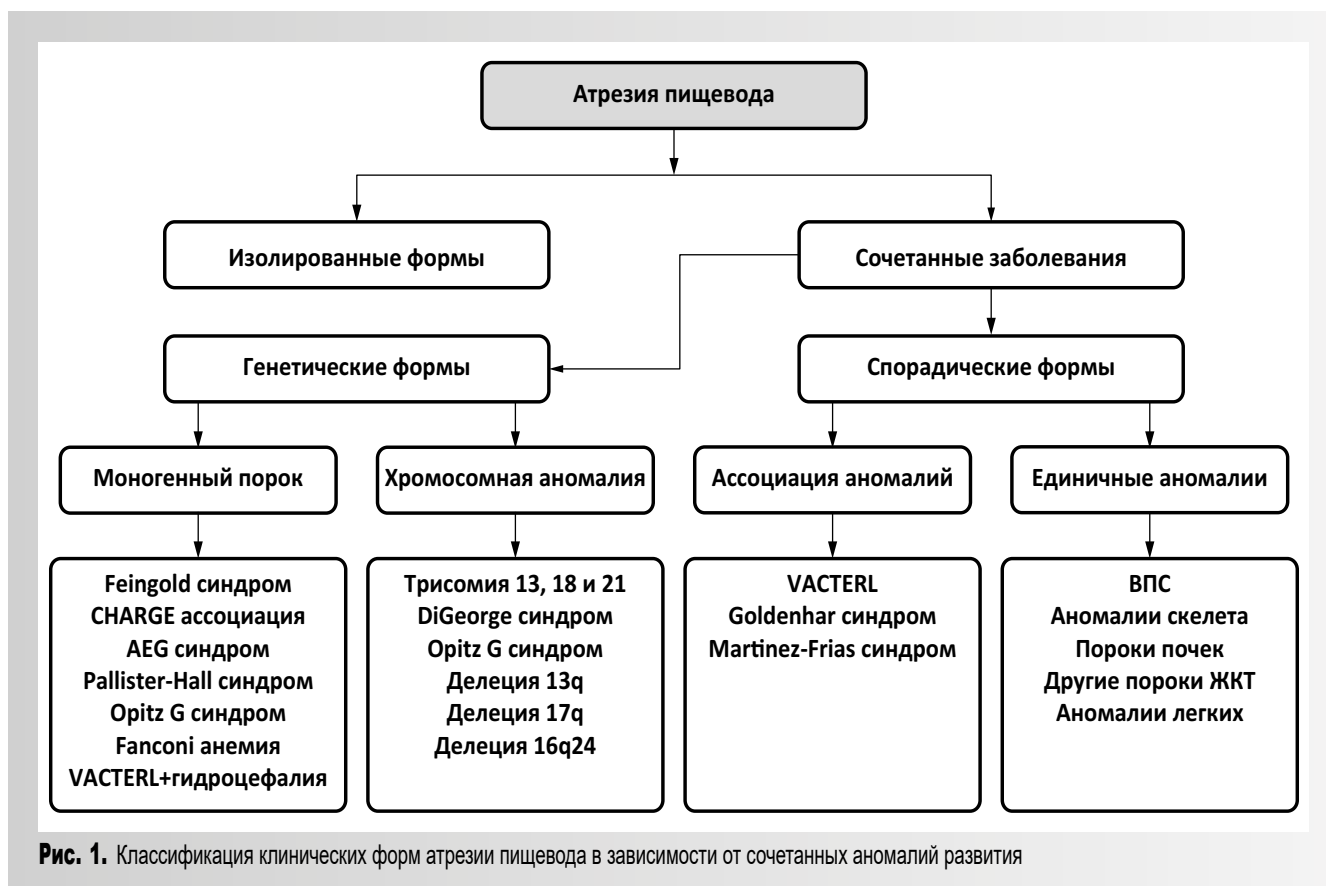 Атрезия пищевода
Изолированные формы
Сочетанные заболевания
Генетические формы
Спорадические формы
Моногенный порок
Хромосомная аномалия
Ассоциация аномалий
Единичные аномалии
Feingold синдром
CHARGE ассоциация
AEG синдром
Pallister-Hall синдром
Opitz G синдром
Fanconi анемия
VACTERL+гидроцефалия
Трисомия 13, 18 и 21
DiGeorge синдром
Opitz G синдром
Делеция 13q
Делеция 17q
Делеция 16q24
VACTERL
Goldenhar синдром
Martinez-Frias синдром
ВПС
Аномалии скелета
Пороки почек
Другие пороки ЖКТ
Аномалии легких
Рис. 1. Классификация клинических форм атрезии пищевода в зависимости от сочетанных аномалий развития